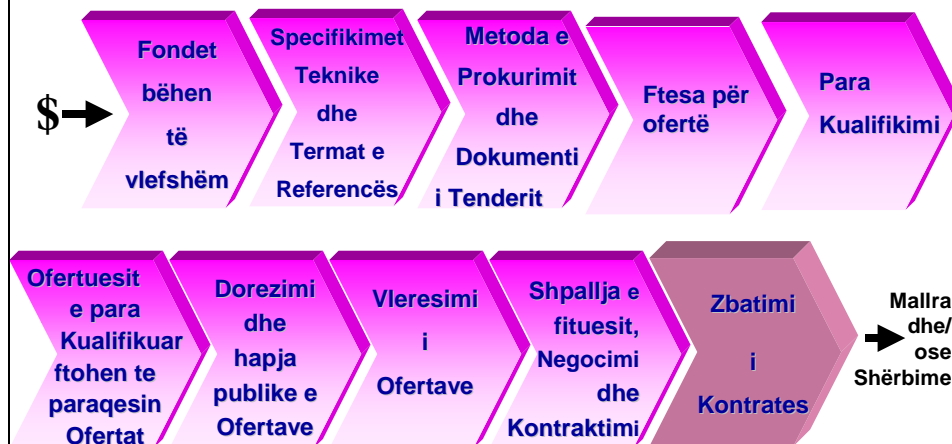 $
Fondet
bëhen
të
vlefshëm
Specifikimet
Teknike
dhe
Termat e
Referencës
Metoda e
Prokurimit
dhe
Dokumenti
i Tenderit
Ftesa për
ofertë
Para
Kualifikimi
Ofertuesit
e para
Kualifikuar
ftohen te
paraqesin
Ofertat
Dorezimi
dhe
hapja
publike e
Ofertave
Vleresimi
i
Ofertave
Shpallja e
fituesit,
Negocimi
dhe
Kontraktimi
Zbatimi
i
Kontrates
Mallra
dhe/
ose
Shërbime